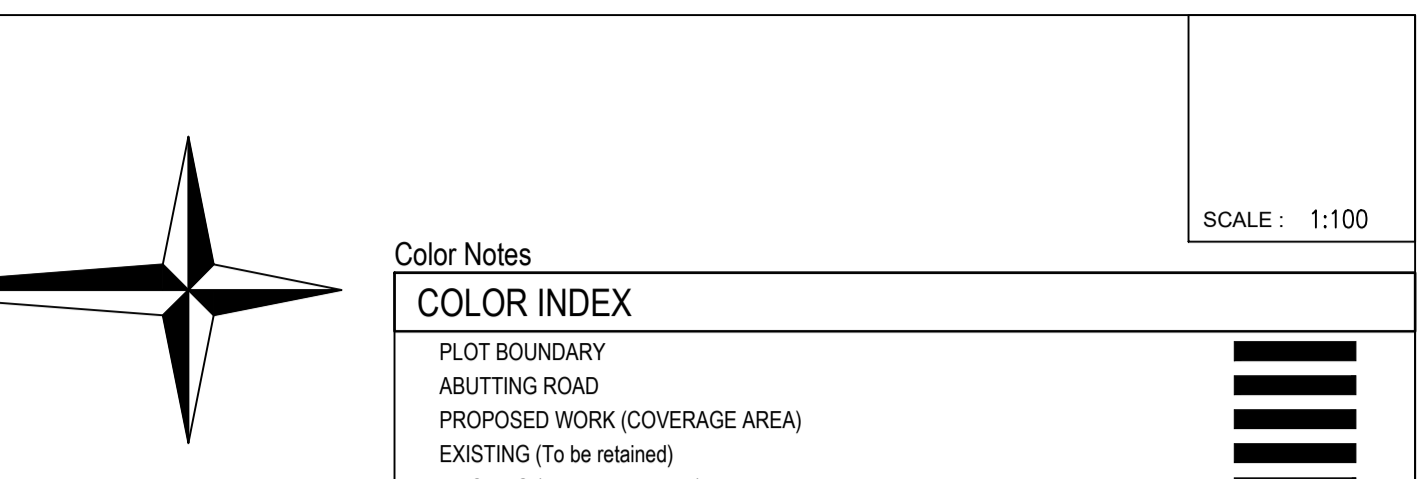 SCALE : 1:100
Color Notes
COLOR INDEX
PLOT BOUNDARY
ABUTTING ROAD
PROPOSED WORK (COVERAGE AREA)
EXISTING (To be retained)